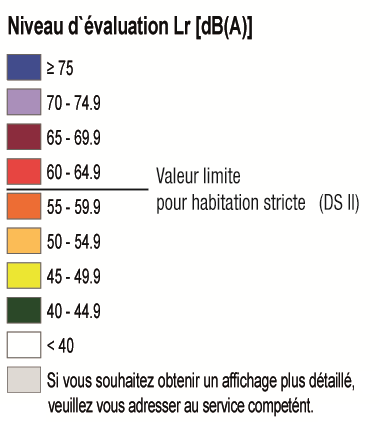 Niveau d`évaluation Lr [dB(A)]
≥ 75
70 - 74.9
65 - 69.9
60 - 64.9
Valeur limite
pour habitation stricte (DS II)
55 - 59.9
50 - 54.9
45 - 49.9
40 - 44.9
< 40
Si vous souhaitez obtenir un affichage plus détaillé,
veuillez vous adresser au service competént.